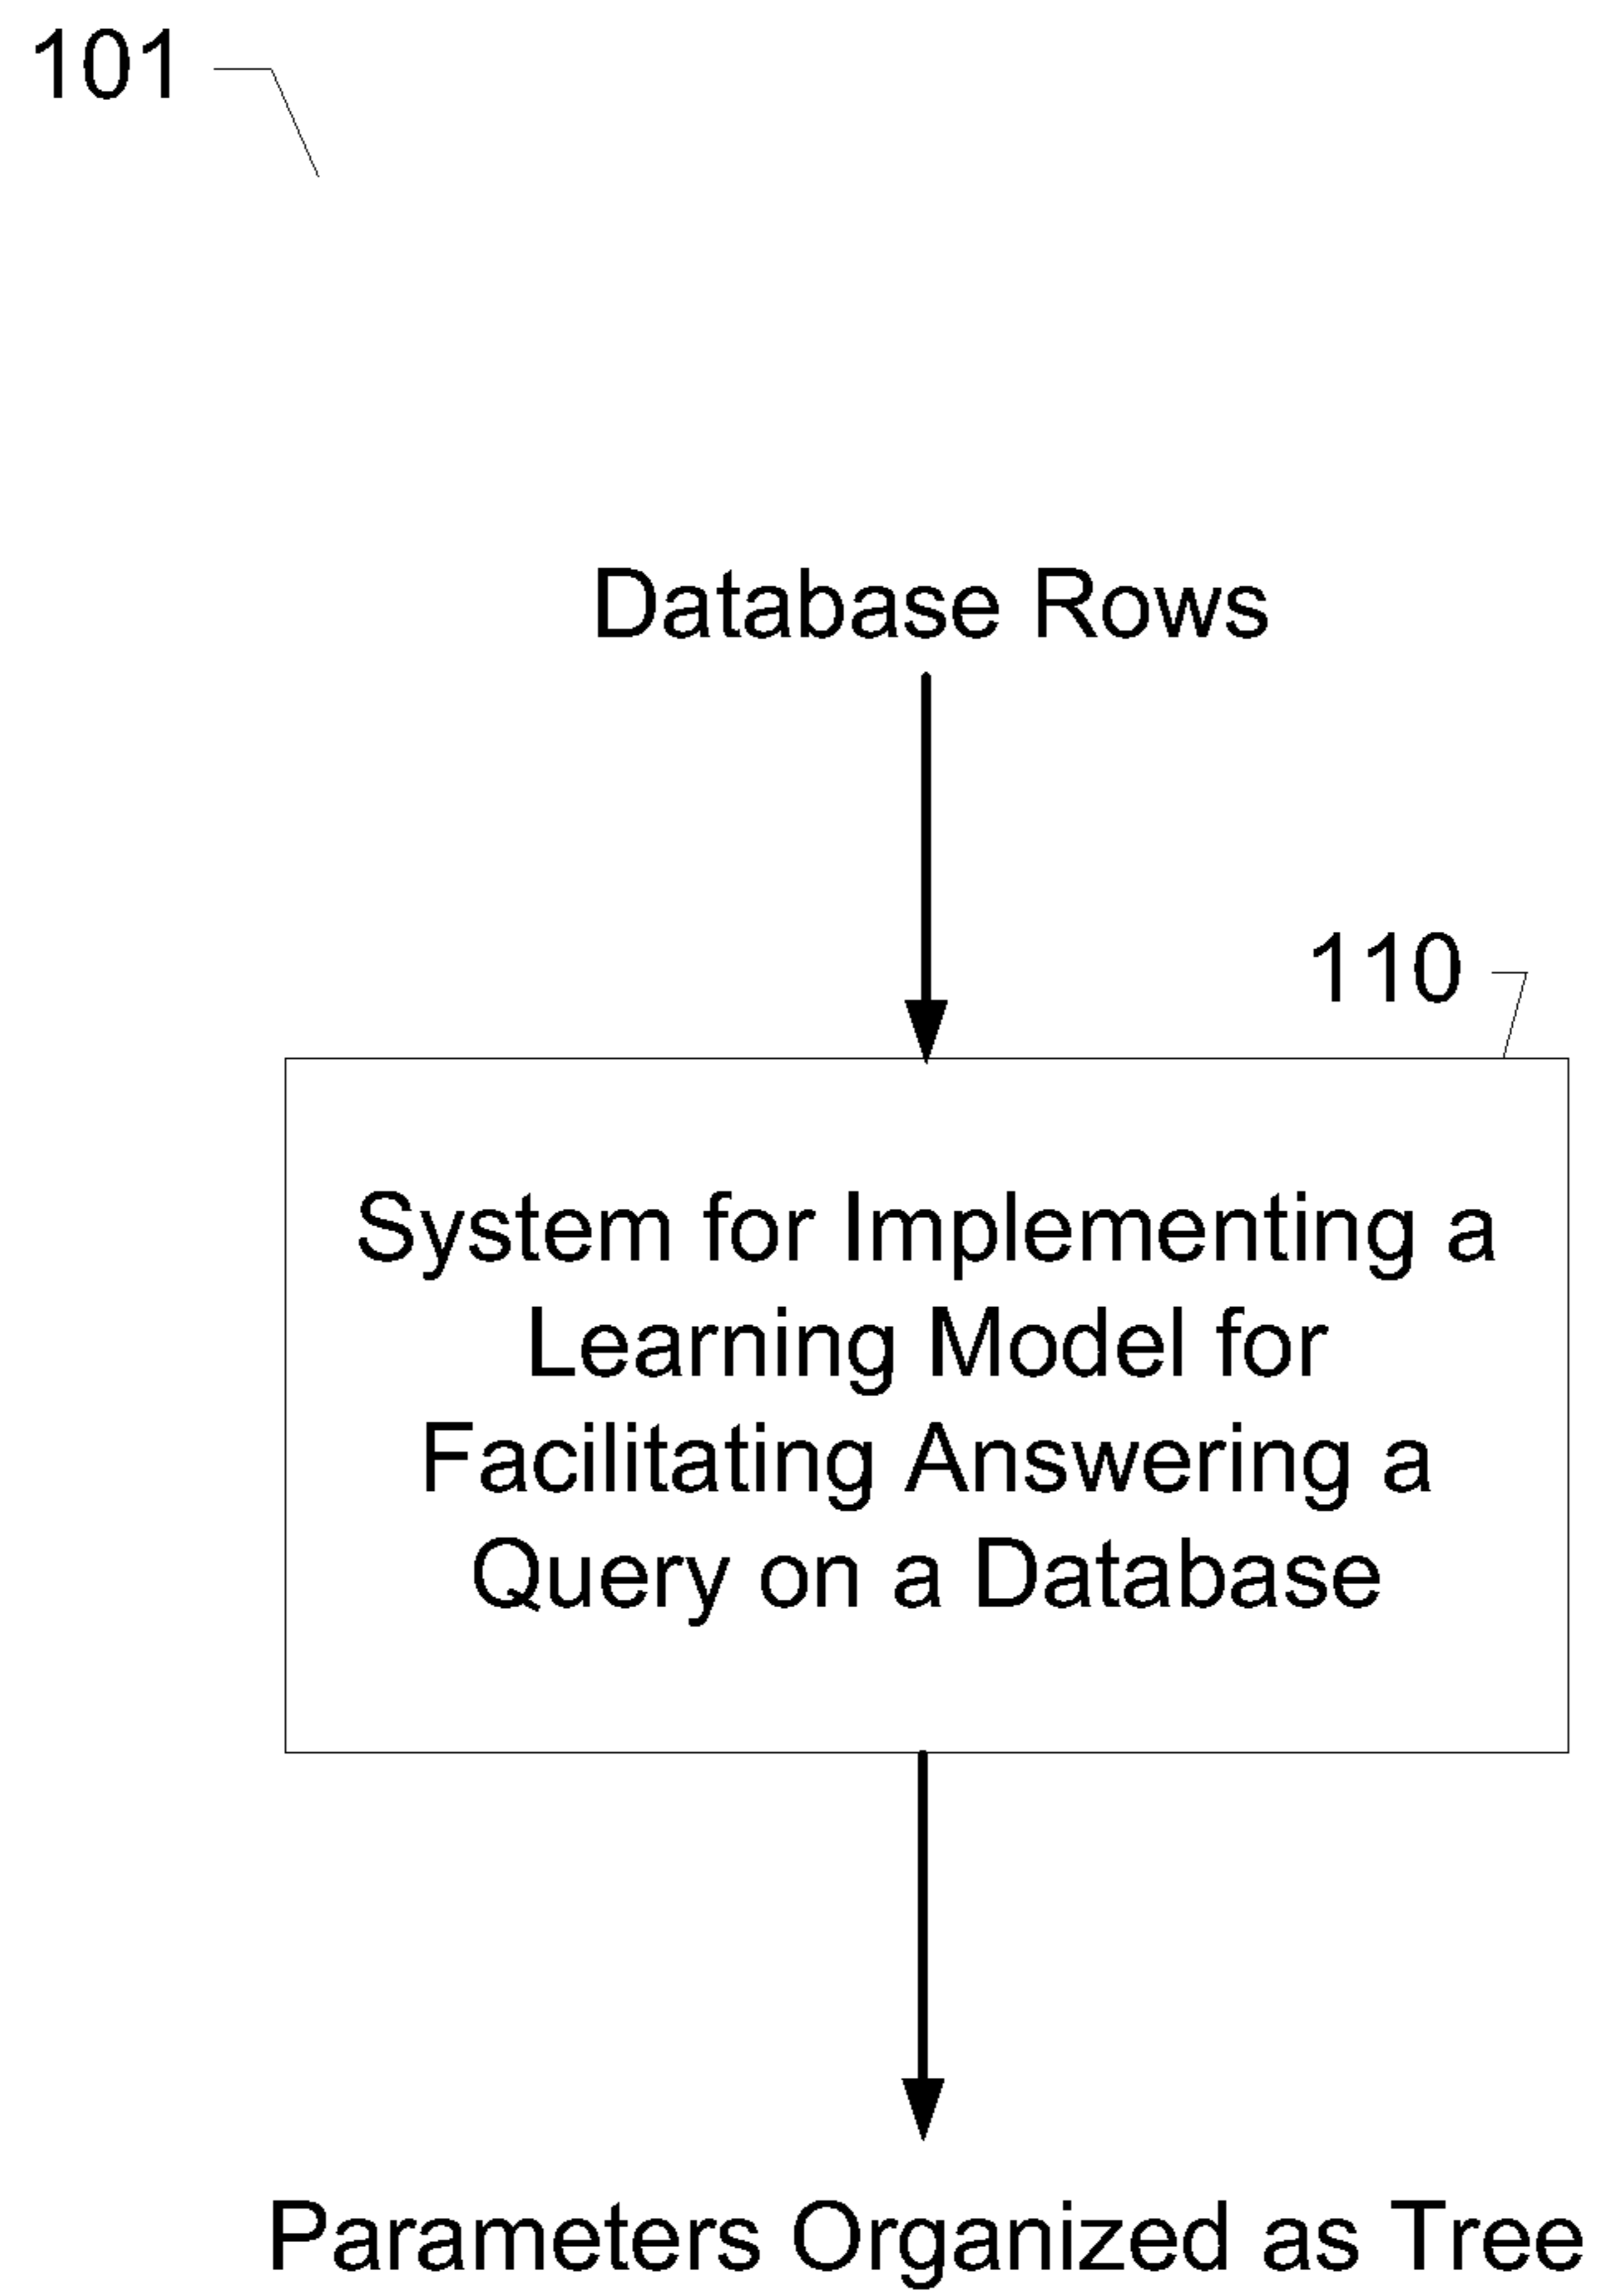 101
Database Rows
110
System for Implementing a
Learning Model for
Facilitating Answering a
Query on a Database
Parameters Organized as Tree